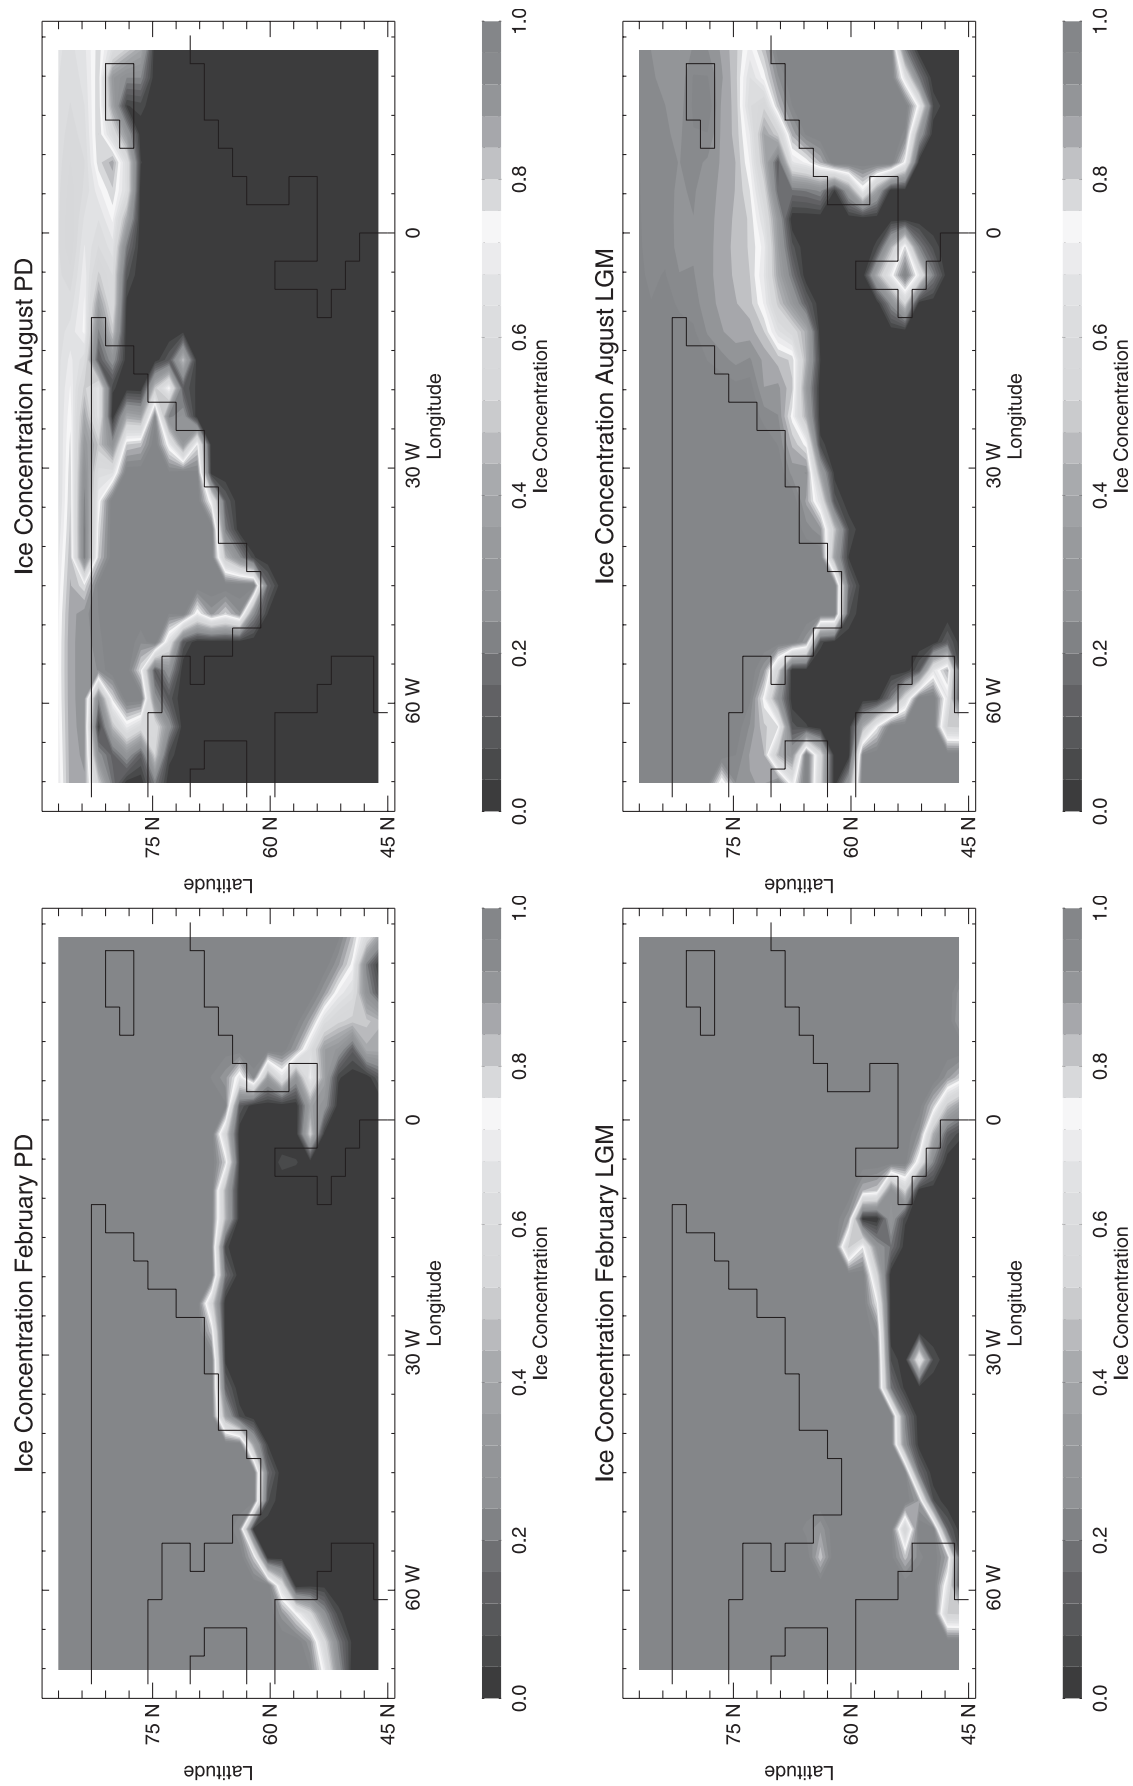 Ice Concentration February PD
75 N
60 N
45 N
Latitude
60 W 30 W 0
Longitude
0.0 0.2 0.4 0.6 0.8 1.0
Ice Concentration
Ice Concentration August PD
75 N
60 N
45 N
Latitude
60 W 30 W 0
Longitude
0.0 0.2 0.4 0.6 0.8 1.0
Ice Concentration
Ice Concentration February LGM
75 N
60 N
45 N
Latitude
60 W 30 W 0
Longitude
0.0 0.2 0.4 0.6 0.8 1.0
Ice Concentration
Ice Concentration August LGM
75 N
60 N
45 N
Latitude
60 W 30 W 0
Longitude
0.0 0.2 0.4 0.6 0.8 1.0
Ice Concentration